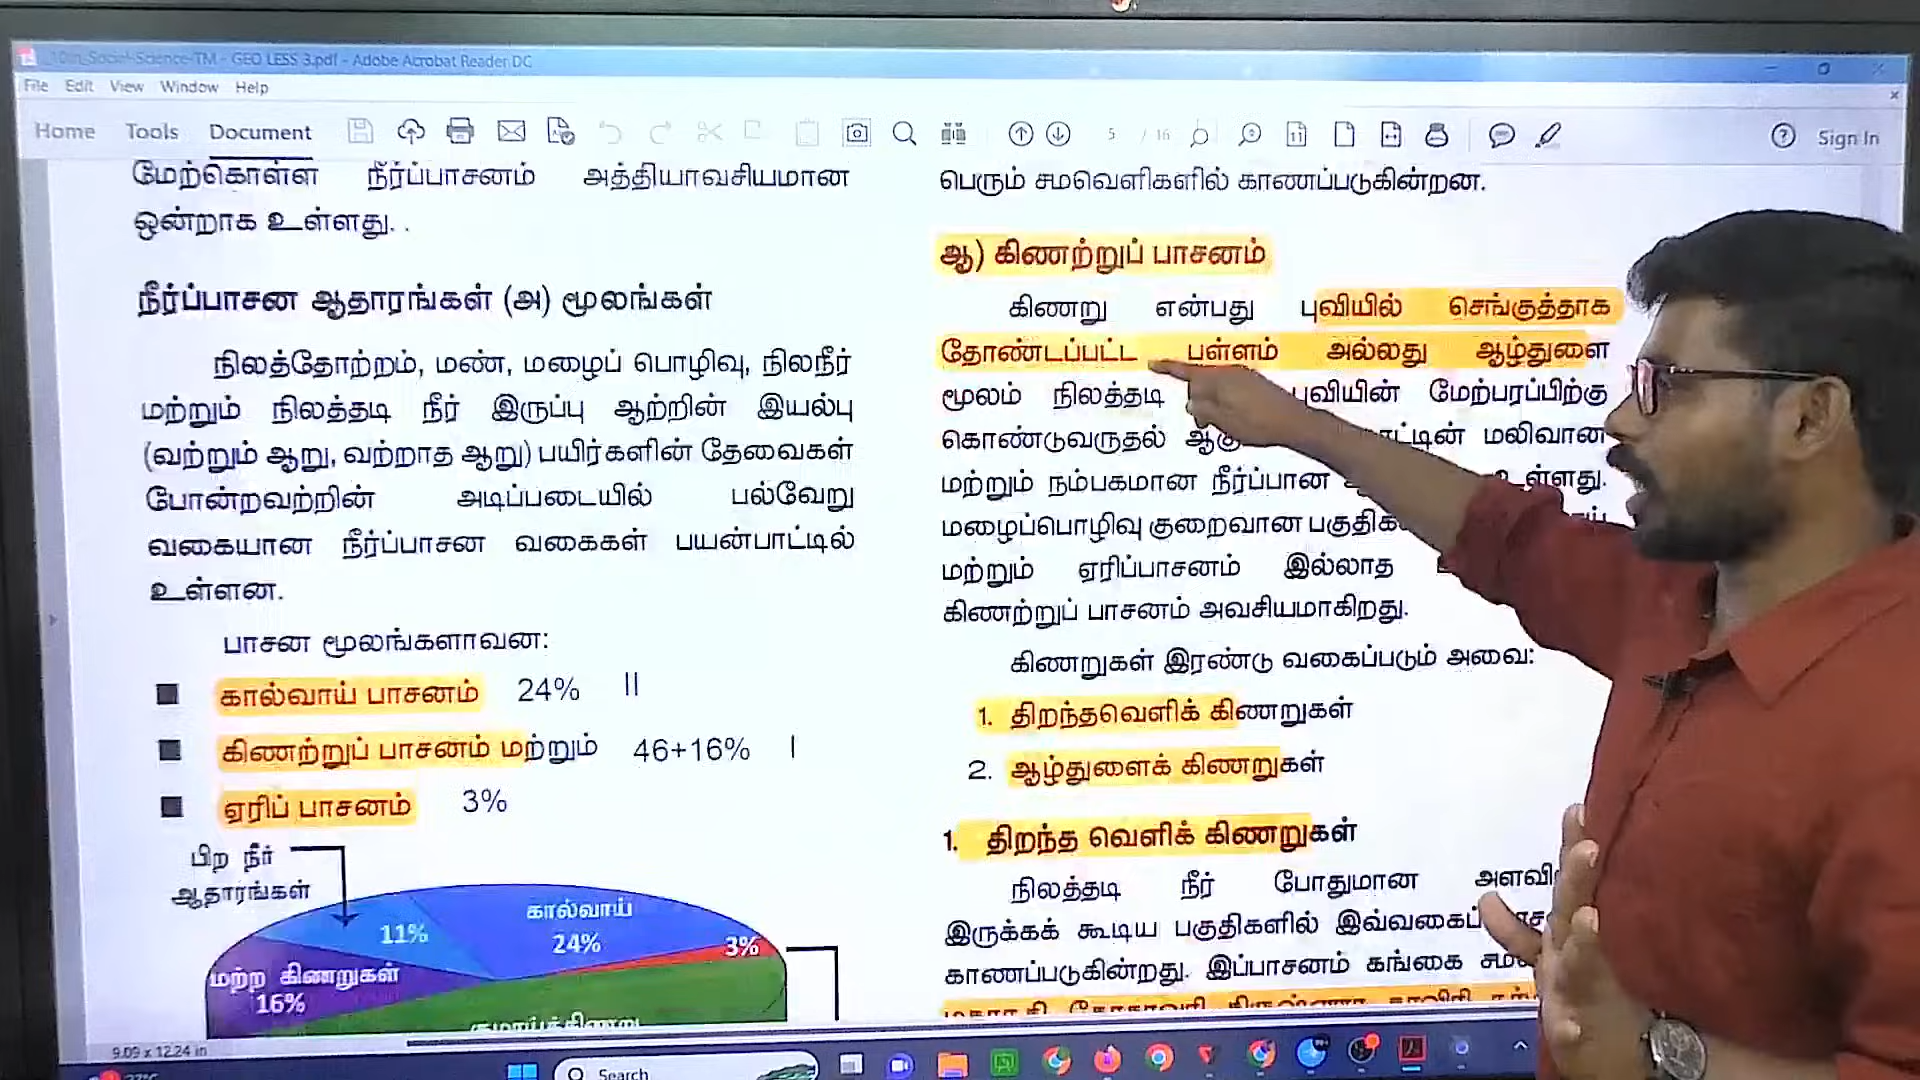 10th_Social-Science-TM - GEO LESS 3.pdf - Adobe Acrobat Reader DC
File Edit View Window Help
Home Tools Document 5 / 16 Sign In
மேற்கொள்ள நீர்ப்பாசனம் அத்தியாவசியமான
ஒன்றாக உள்ளது. .
நீர்ப்பாசன ஆதாரங்கள் (அ) மூலங்கள்
நிலத்தோற்றம், மண், மழைப் பொழிவு, நிலநீர்
மற்றும் நிலத்தடி நீர் இருப்பு ஆற்றின் இயல்பு
(வற்றும் ஆறு, வற்றாத ஆறு) பயிர்களின் தேவைகள்
போன்றவற்றின் அடிப்படையில் பல்வேறு
வகையான நீர்ப்பாசன வகைகள் பயன்பாட்டில்
உள்ளன.
பாசன மூலங்களாவன:
கால்வாய் பாசனம் 24% II
கிணற்றுப் பாசனம் மற்றும் 46+16% I
ஏரிப் பாசனம் 3%
பிற நீர்
ஆதாரங்கள்
11%
கால்வாய்
24%
3%
மற்ற கிணறுகள்
16%
பெரும் சமவெளிகளில் காணப்படுகின்றன.
ஆ) கிணற்றுப் பாசனம்
கிணறு என்பது புவியில் செங்குத்தாக
தோண்டப்பட்ட பள்ளம் அல்லது ஆழ்துளை
மூலம் நிலத்தடி புவியின் மேற்பரப்பிற்கு
கொண்டுவருதல் மலிவான
மற்றும் நம்பகமான நீர்ப்பான உள்ளது.
மழைப்பொழிவு குறைவான
மற்றும் ஏரிப்பாசனம் இல்லாத
கிணற்றுப் பாசனம் அவசியமாகிறது.
கிணறுகள் இரண்டு வகைப்படும் அவை:
1. திறந்தவெளிக் கிணறுகள்
2. ஆழ்துளைக் கிணறுகள்
1. திறந்த வெளிக் கிணறுகள்
நிலத்தடி நீர் போதுமான
இருக்கக் கூடிய பகுதிகளில்
காணப்படுகின்றது. இப்பாசனம் கங்கை
9.09 x 12.24 in
Search